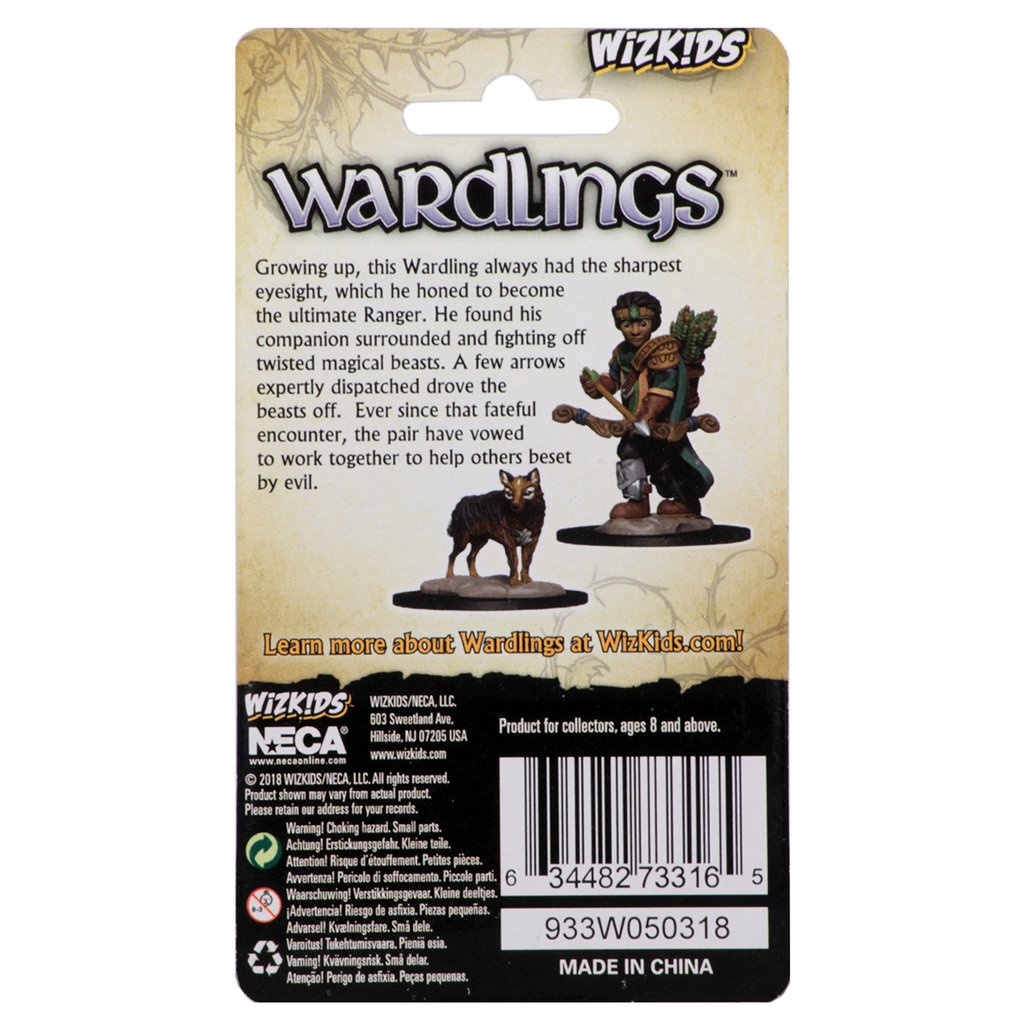 WIZK!DS
WARDLINGS™
Growing up, this Wardling always had the sharpest
eyesight, which he honed to become
the ultimate Ranger. He found his
companion surrounded and fighting off
twisted magical beasts. A few arrows
expertly dispatched drove the
beasts off. Ever since that fateful
encounter, the pair have vowed
to work together to help others beset
by evil.
Learn more about Wardlings at WizKids.com!
WIZK!DS
NECA®
www.necaonline.com
WIZKIDS/NECA, LLC.
603 Sweetland Ave,
Hillside, NJ 07205 USA
www.wizkids.com
Product for collectors, ages 8 and above.
© 2018 WIZKIDS/NECA, LLC. All rights reserved.
Product shown may vary from actual product.
Please retain our address for your records.
Warning! Choking hazard. Small parts.
Achtung! Erstickungsgefahr. Kleine teile.
Attention! Risque d'étouffement. Petites pièces.
Avvertenza! Pericolo di soffocamento. Piccole parti.
Waarschuwing! Verstikkingsgevaar. Kleine deeltjes.
¡Advertencia! Riesgo de asfixia. Piezas pequeñas.
Advarsel! Kvælningsfare. Små dele.
Varoitus! Tukehtumisvaara. Pieniä osia.
Varning! Kvävningsrisk. Små delar.
Atenção! Perigo de asfixia. Peças pequenas.
0-3
6 34482 73316 5
933W050318
MADE IN CHINA